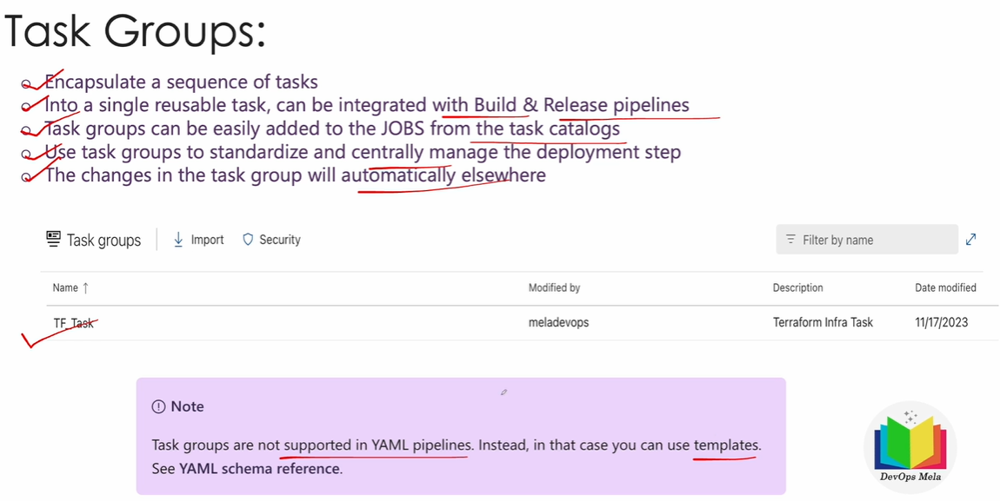 Task Groups:
Encapsulate a sequence of tasks
Into a single reusable task, can be integrated with Build & Release pipelines
Task groups can be easily added to the JOBS from the task catalogs
Use task groups to standardize and centrally manage the deployment step
The changes in the task group will automatically elsewhere
Task groups Import Security Filter by name
Name ↑ Modified by Description Date modified
TF_Task meladevops Terraform Infra Task 11/17/2023
Note
Task groups are not supported in YAML pipelines. Instead, in that case you can use templates.
See YAML schema reference.
DevOps Mela